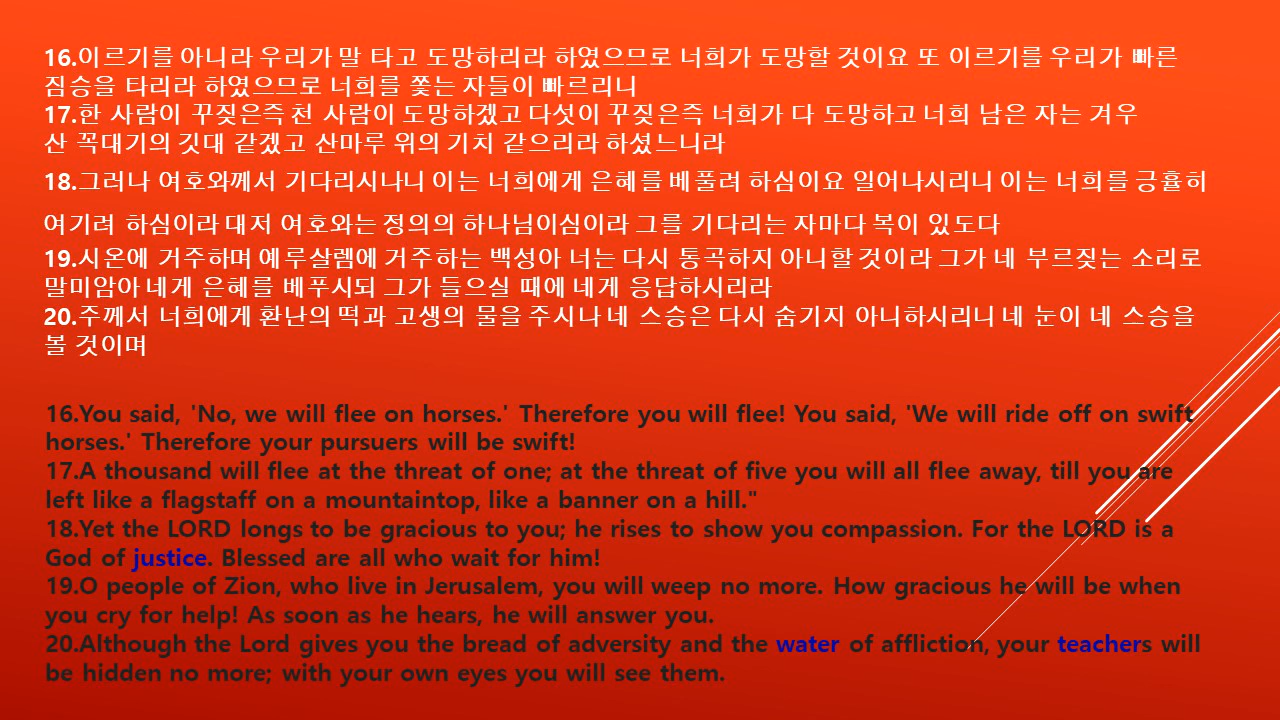 16.이르기를 아니라 우리가 말 타고 도망하리라 하였으므로 너희가 도망할 것이요 또 이르기를 우리가 빠른
짐승을 타리라 하였으므로 너희를 쫓는 자들이 빠르리니
17.한 사람이 꾸짖은즉 천 사람이 도망하겠고 다섯이 꾸짖은즉 너희가 다 도망하고 너희 남은 자는 겨우
산 꼭대기의 깃대 같겠고 산마루 위의 기치 같으리라 하셨느니라
18.그러나 여호와께서 기다리시나니 이는 너희에게 은혜를 베풀려 하심이요 일어나시리니 이는 너희를 긍휼히
여기려 하심이라 대저 여호와는 정의의 하나님이심이라 그를 기다리는 자마다 복이 있도다
19.시온에 거주하며 예루살렘에 거주하는 백성아 너는 다시 통곡하지 아니할 것이라 그가 네 부르짖는 소리로
말미암아 네게 은혜를 베푸시되 그가 들으실 때에 네게 응답하시리라
20.주께서 너희에게 환난의 떡과 고생의 물을 주시나 네 스승은 다시 숨기지 아니하시리니 네 눈이 네 스승을
볼 것이며
16.You said, 'No, we will flee on horses.' Therefore you will flee! You said, 'We will ride off on swift
horses.' Therefore your pursuers will be swift!
17.A thousand will flee at the threat of one; at the threat of five you will all flee away, till you are
left like a flagstaff on a mountaintop, like a banner on a hill."
18.Yet the LORD longs to be gracious to you; he rises to show you compassion. For the LORD is a
God of justice. Blessed are all who wait for him!
19.O people of Zion, who live in Jerusalem, you will weep no more. How gracious he will be when
you cry for help! As soon as he hears, he will answer you.
20.Although the Lord gives you the bread of adversity and the water of affliction, your teachers will
be hidden no more; with your own eyes you will see them.